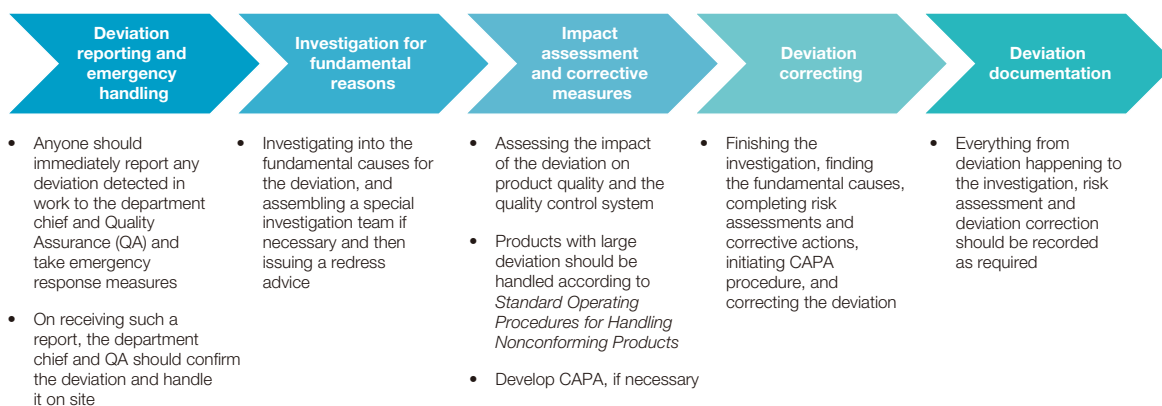 Deviation
reporting and
emergency
handling
Investigation for
fundamental
reasons
Impact
assessment
and corrective
measures
Deviation
correcting
Deviation
documentation
• Anyone should
immediately report any
deviation detected in
work to the department
chief and Quality
Assurance (QA) and
take emergency
response measures
• On receiving such a
report, the department
chief and QA should confirm
the deviation and handle
it on site
• Investigating into the
fundamental causes for
the deviation, and
assembling a special
investigation team if
necessary and then
issuing a redress
advice
• Assessing the impact
of the deviation on
product quality and the
quality control system
• Products with large
deviation should be
handled according to
Standard Operating
Procedures for Handling
Nonconforming Products
• Develop CAPA, if necessary
• Finishing the
investigation, finding
the fundamental causes,
completing risk
assessments and
corrective actions,
initiating CAPA
procedure, and
correcting the deviation
• Everything from
deviation happening to
the investigation, risk
assessment and
deviation correction
should be recorded
as required